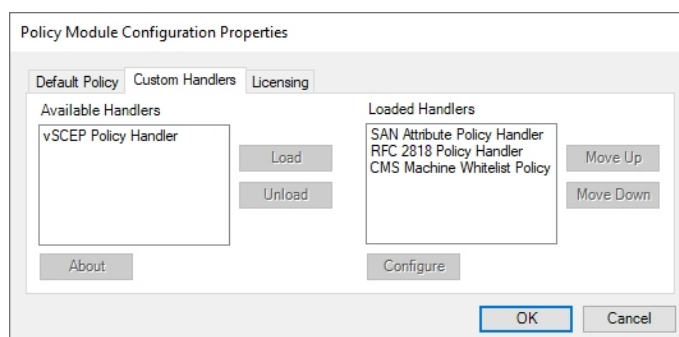 Policy Module Configuration Properties
Default Policy Custom Handlers Licensing
Available Handlers
vSCEP Policy Handler
Load
Unload
About
Loaded Handlers
SAN Attribute Policy Handler
RFC 2818 Policy Handler
CMS Machine Whitelist Policy
Move Up
Move Down
Configure
OK Cancel